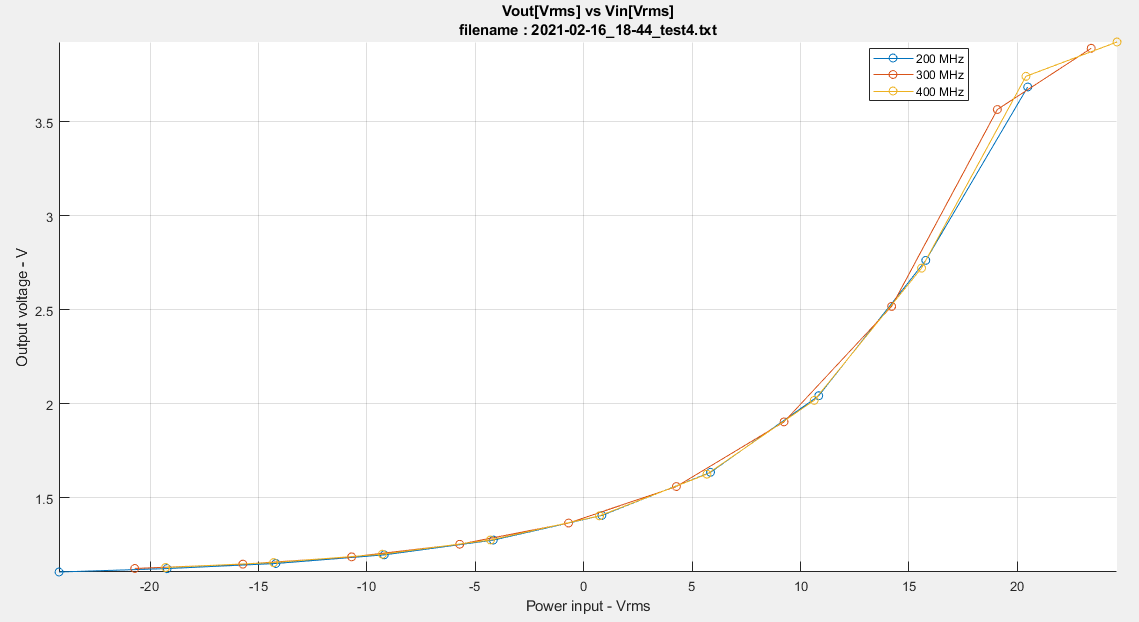 Vout[Vrms] vs Vin[Vrms]
filename : 2021-02-16_18-44_test4.txt
200 MHz
300 MHz
400 MHz
3.5
3
2.5
2
1.5
Output voltage - V
-20 -15 -10 -5 0 5 10 15 20
Power input - Vrms